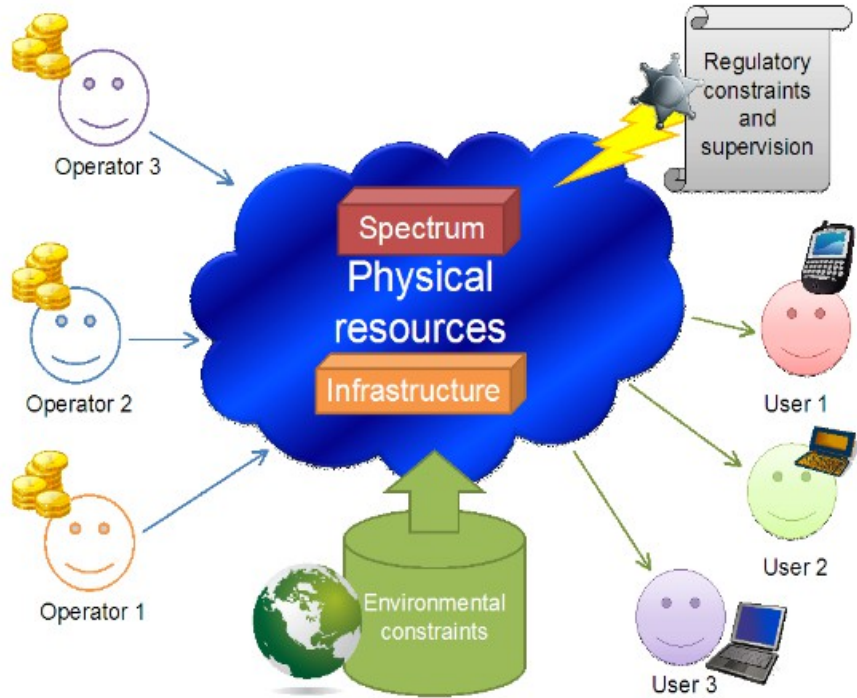 Operator 3
Regulatory
constraints
and
supervision
Spectrum
Physical
resources
Infrastructure
Operator 2
User 1
Operator 1
User 2
Environmental
constraints
User 3